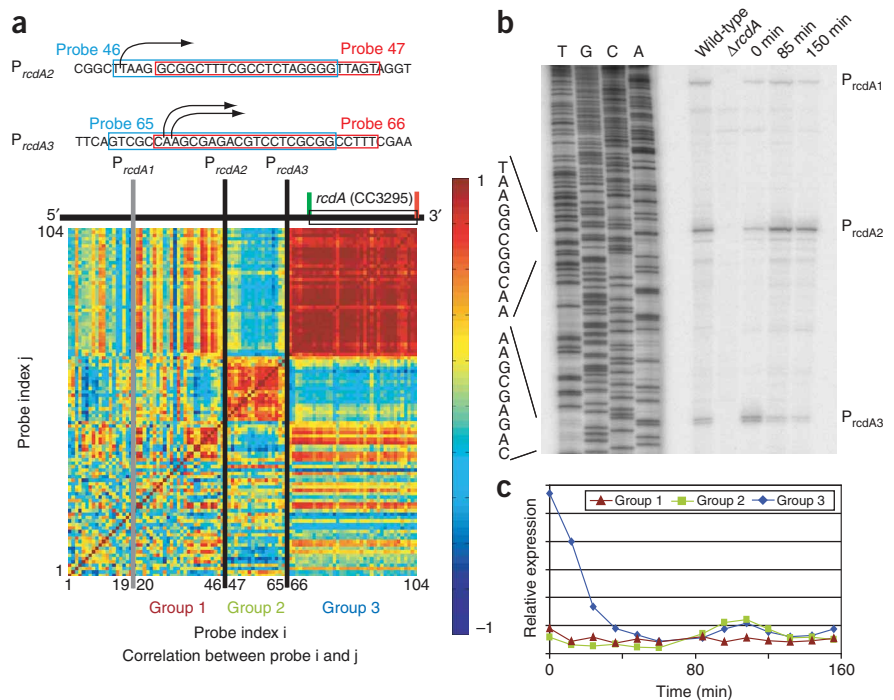 a
Probe 46
Probe 47
PrcdA2
CGGCTTAAGGCGGCTTTCGCCTCTAGGGGTTAGTAGGT
Probe 65
Probe 66
PrcdA3
TTCAGTCGCCAAGCGAGACGTCCTCGCGGCCTTTCGAA
PrcdA1
PrcdA2
PrcdA3
rcdA (CC3295)
5′
3′
104
1
Probe index j
1
19
20
46
47
65
66
104
Group 1
Group 2
Group 3
Probe index i
Correlation between probe i and j
1
–1
b
T G C A
Wild-type
ΔrcdA
0 min
85 min
150 min
PrcdA1
PrcdA2
PrcdA3
T
A
A
G
G
C
G
G
C
A
A
A
A
G
C
G
A
G
A
C
c
Group 1
Group 2
Group 3
Relative expression
0
80
160
Time (min)